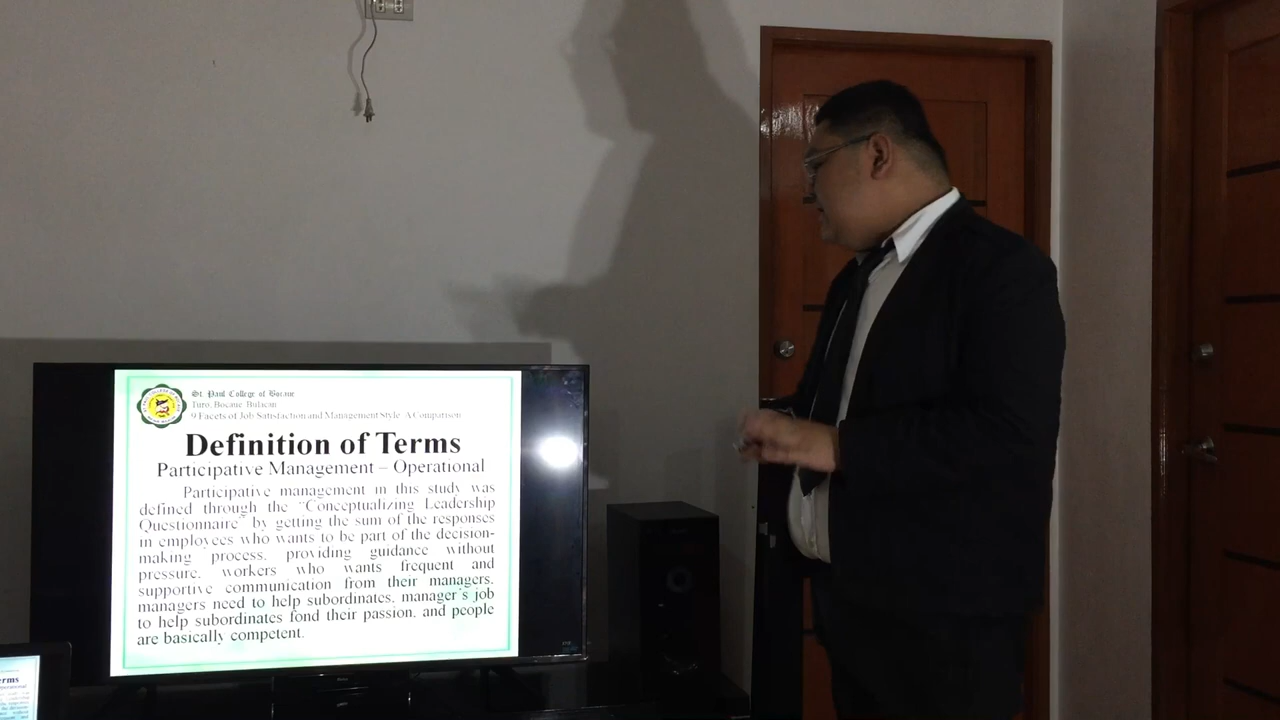 St. Paul College of Bocaue
Turo, Bocaue Bulacan
9 Facets of Job Satisfaction and Management Style: A Comparison
Definition of Terms
Participative Management – Operational
Participative management in this study was
defined through the "Conceptualizing Leadership
Questionnaire" by getting the sum of the responses
in employees who wants to be part of the decision-
making process, providing guidance without
pressure, workers who wants frequent and
supportive communication from their managers,
managers need to help subordinates, manager's job
to help subordinates fond their passion, and people
are basically competent.
erms